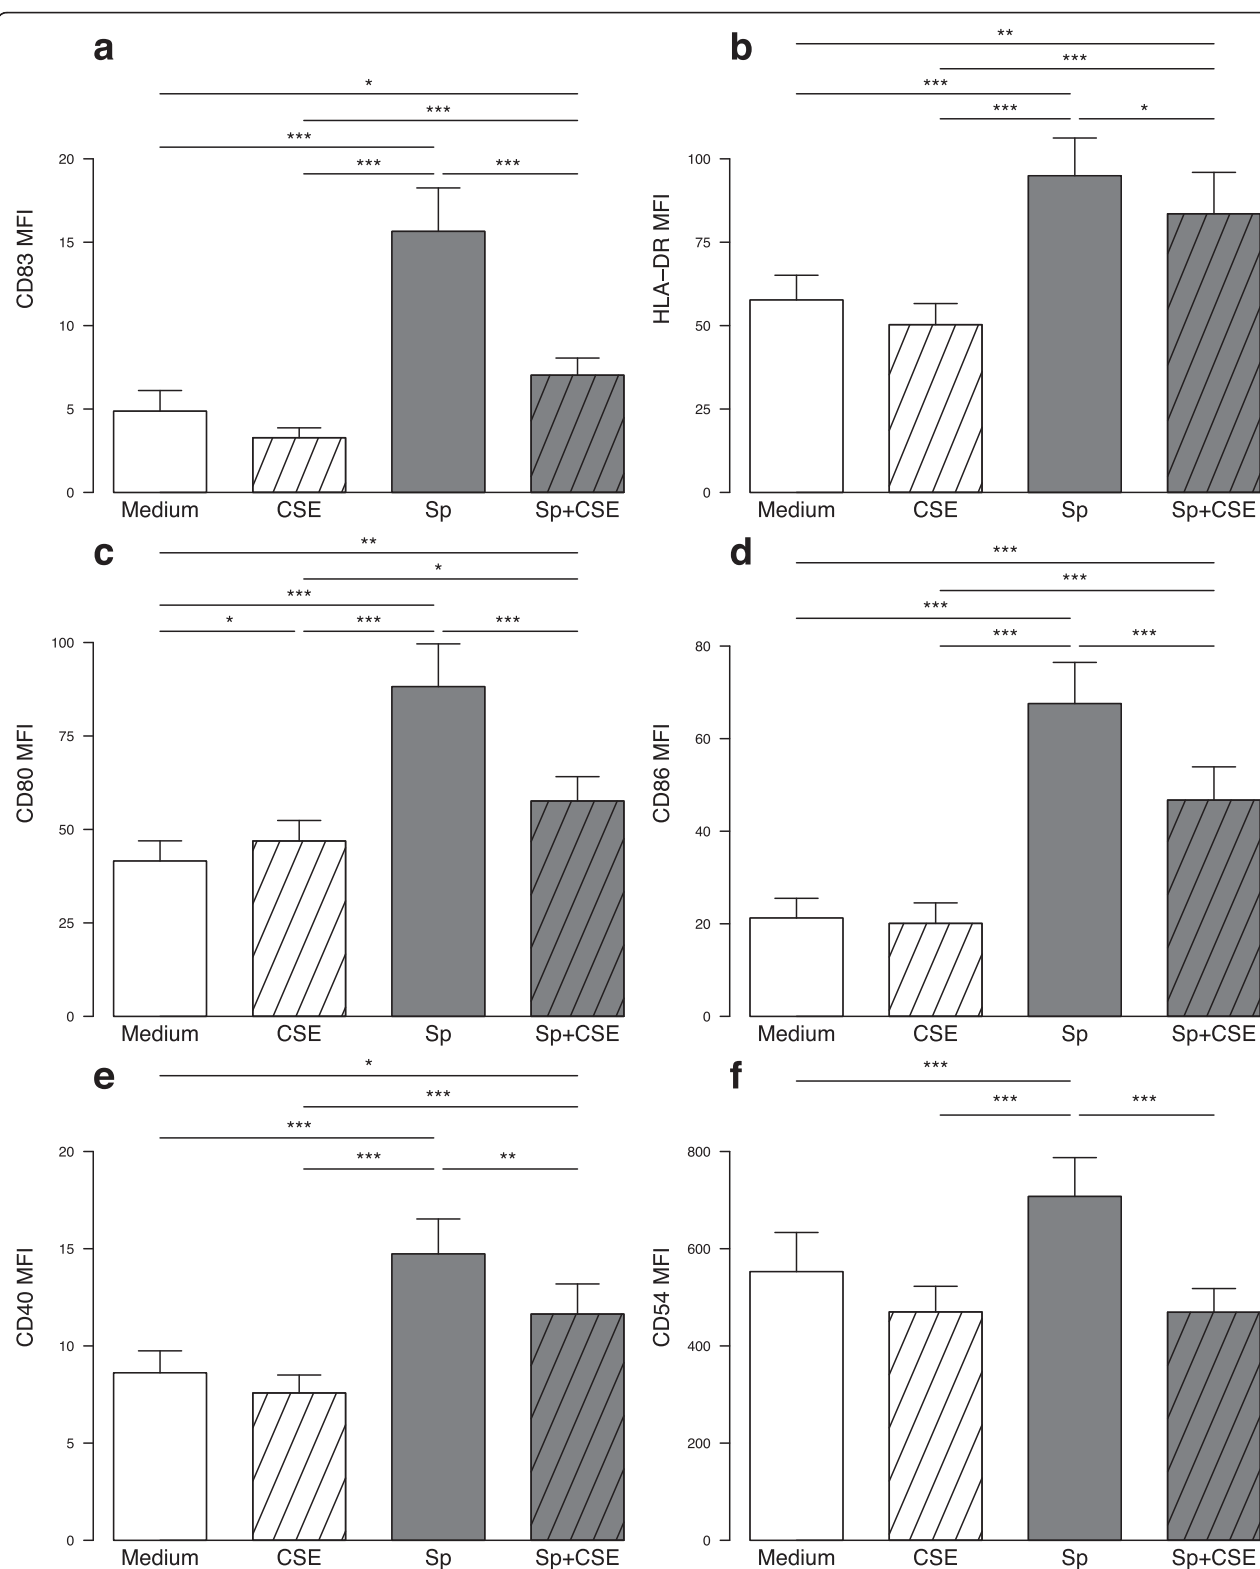 a
*
***
***
*** ***
20
15
10
5
0
CD83 MFI
Medium CSE Sp Sp+CSE
b
**
***
***
*** *
100
75
50
25
0
HLA–DR MFI
Medium CSE Sp Sp+CSE
c
**
*
***
* *** ***
100
75
50
25
0
CD80 MFI
Medium CSE Sp Sp+CSE
d
***
***
***
*** ***
80
60
40
20
0
CD86 MFI
Medium CSE Sp Sp+CSE
e
*
***
***
*** **
20
15
10
5
0
CD40 MFI
Medium CSE Sp Sp+CSE
f
***
*** ***
800
600
400
200
0
CD54 MFI
Medium CSE Sp Sp+CSE